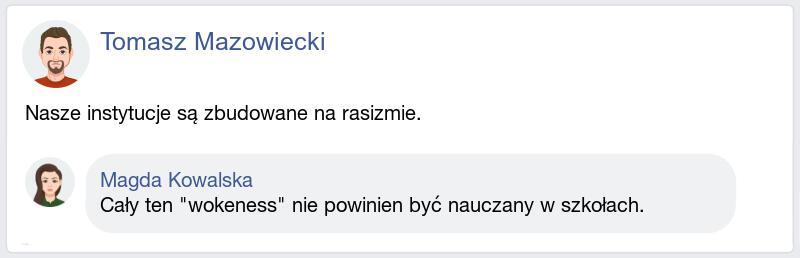 Tomasz Mazowiecki
Nasze instytucje są zbudowane na rasizmie.
Magda Kowalska
Cały ten "wokeness" nie powinien być nauczany w szkołach.